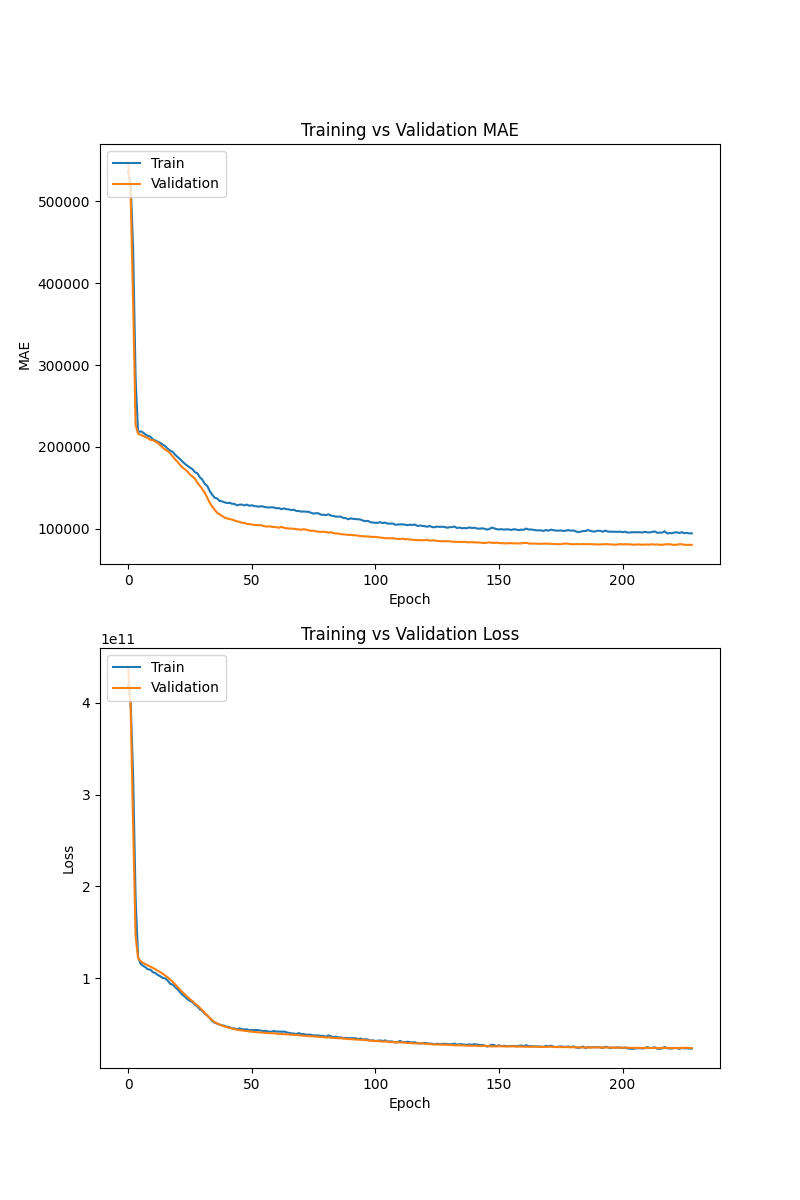 Training vs Validation MAE
Train
Validation
500000
400000
300000
200000
100000
MAE
0 50 100 150 200
Epoch
Training vs Validation Loss
1e11
Train
Validation
4
3
2
1
Loss
0 50 100 150 200
Epoch